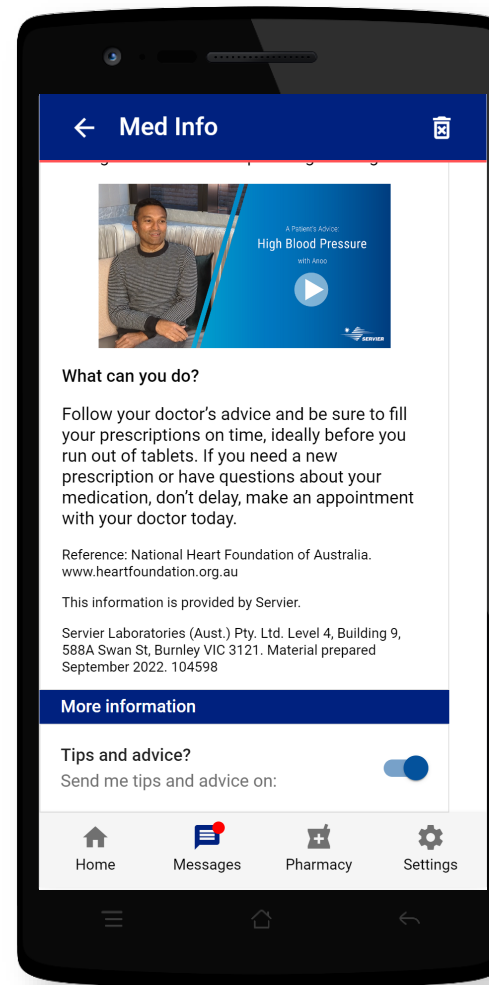 Med Info
A Patient's Advice:
High Blood Pressure
with Anoo
SERVIER
What can you do?
Follow your doctor's advice and be sure to fill
your prescriptions on time, ideally before you
run out of tablets. If you need a new
prescription or have questions about your
medication, don't delay, make an appointment
with your doctor today.
Reference: National Heart Foundation of Australia.
www.heartfoundation.org.au
This information is provided by Servier.
Servier Laboratories (Aust.) Pty. Ltd. Level 4, Building 9,
588A Swan St, Burnley VIC 3121. Material prepared
September 2022. 104598
More information
Tips and advice?
Send me tips and advice on:
Home Messages Pharmacy Settings